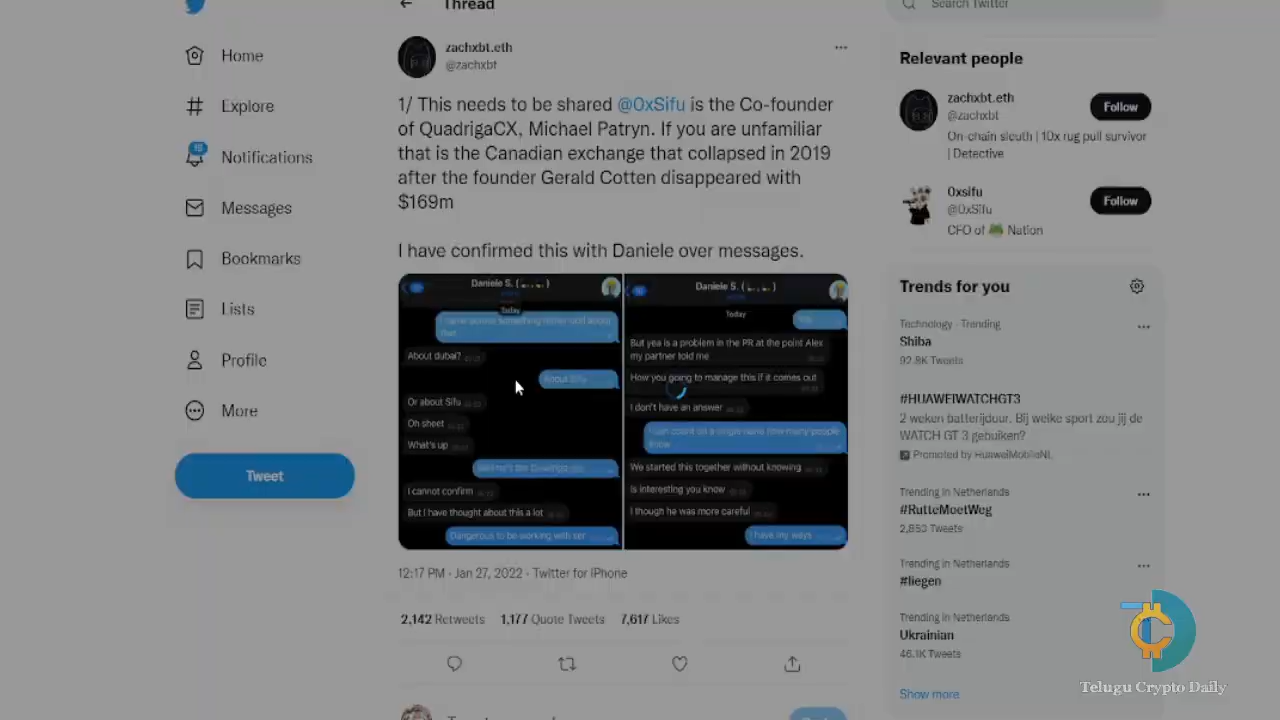 Thread
Search Twitter
Home
Explore
18
Notifications
Messages
Bookmarks
Lists
Profile
More
Tweet
zachxbt.eth
@zachxbt
1/ This needs to be shared @0xSifu is the Co-founder
of QuadrigaCX, Michael Patryn. If you are unfamiliar
that is the Canadian exchange that collapsed in 2019
after the founder Gerald Cotten disappeared with
$169m
I have confirmed this with Daniele over messages.
Daniele S. (
Today
About dubai?
About Sifu
Or about Sifu
Oh sheet
What's up
I cannot confirm
But I have thought about this a lot
Dangerous to be working with ser
Daniele S. (
Today
But yea is a problem in the PR at the point Alex
my partner told me
How you going to manage this if it comes out
I don't have an answer
We started this together without knowing
Is interesting you know
I though he was more careful
I have my ways
12:17 PM · Jan 27, 2022 · Twitter for iPhone
2,142 Retweets 1,177 Quote Tweets 7,617 Likes
Relevant people
zachxbt.eth
@zachxbt
Follow
On-chain sleuth | 10x rug pull survivor
| Detective
0xsifu
@0xSifu
Follow
CFO of 🐸 Nation
Trends for you
Technology · Trending
Shiba
92.8K Tweets
#HUAWEIWATCHGT3
2 weken batterijduur. Bij welke sport zou jij de
WATCH GT 3 gebruiken?
Promoted by HuaweiMobileNL
Trending in Netherlands
#RutteMoetWeg
2,850 Tweets
Trending in Netherlands
#liegen
Trending in Netherlands
Ukrainian
46.1K Tweets
Show more
Telugu Crypto Daily